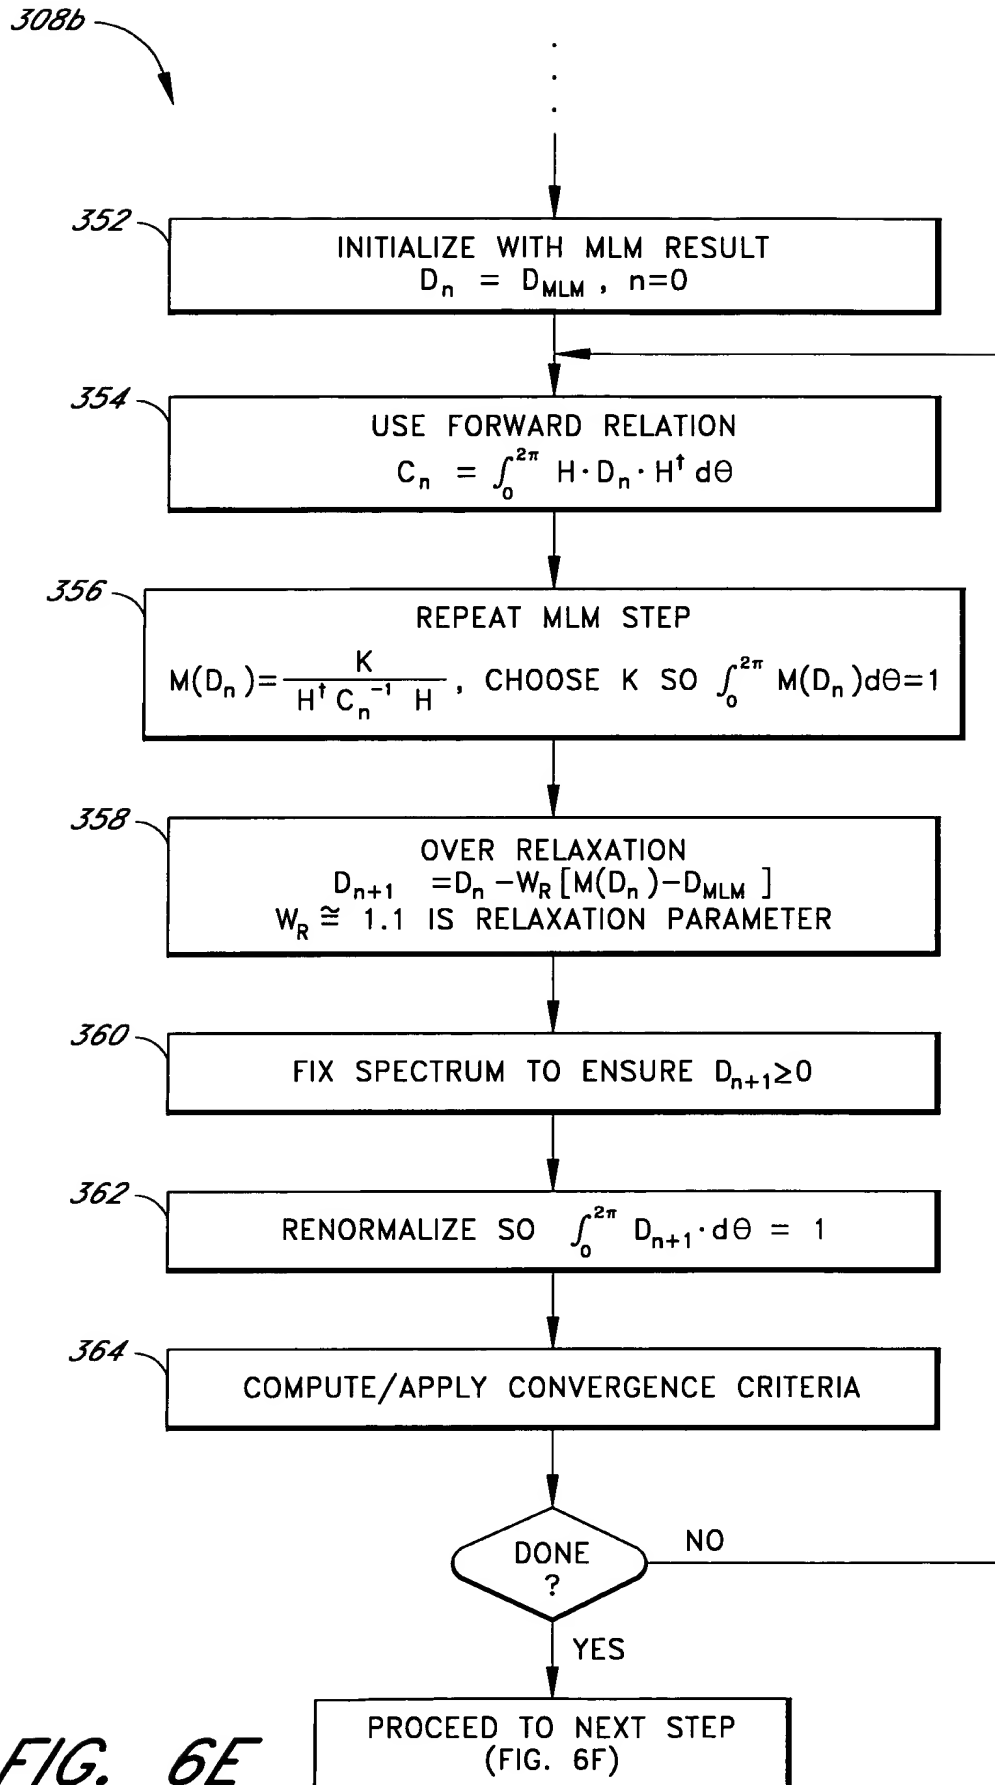 308b
352
INITIALIZE WITH MLM RESULT
Dₙ = D_MLM , n=0
354
USE FORWARD RELATION
Cₙ = ∫₀^2π H·Dₙ·H† dθ
356
REPEAT MLM STEP
M(Dₙ)= K / (H† Cₙ⁻¹ H) , CHOOSE K SO ∫₀^2π M(Dₙ)dθ=1
358
OVER RELAXATION
Dₙ₊₁ =Dₙ -W_R [M(Dₙ)-D_MLM ]
W_R ≅ 1.1 IS RELAXATION PARAMETER
360
FIX SPECTRUM TO ENSURE Dₙ₊₁≥0
362
RENORMALIZE SO ∫₀^2π Dₙ₊₁·dθ = 1
364
COMPUTE/APPLY CONVERGENCE CRITERIA
DONE
?
NO
YES
PROCEED TO NEXT STEP
(FIG. 6F)
FIG. 6E